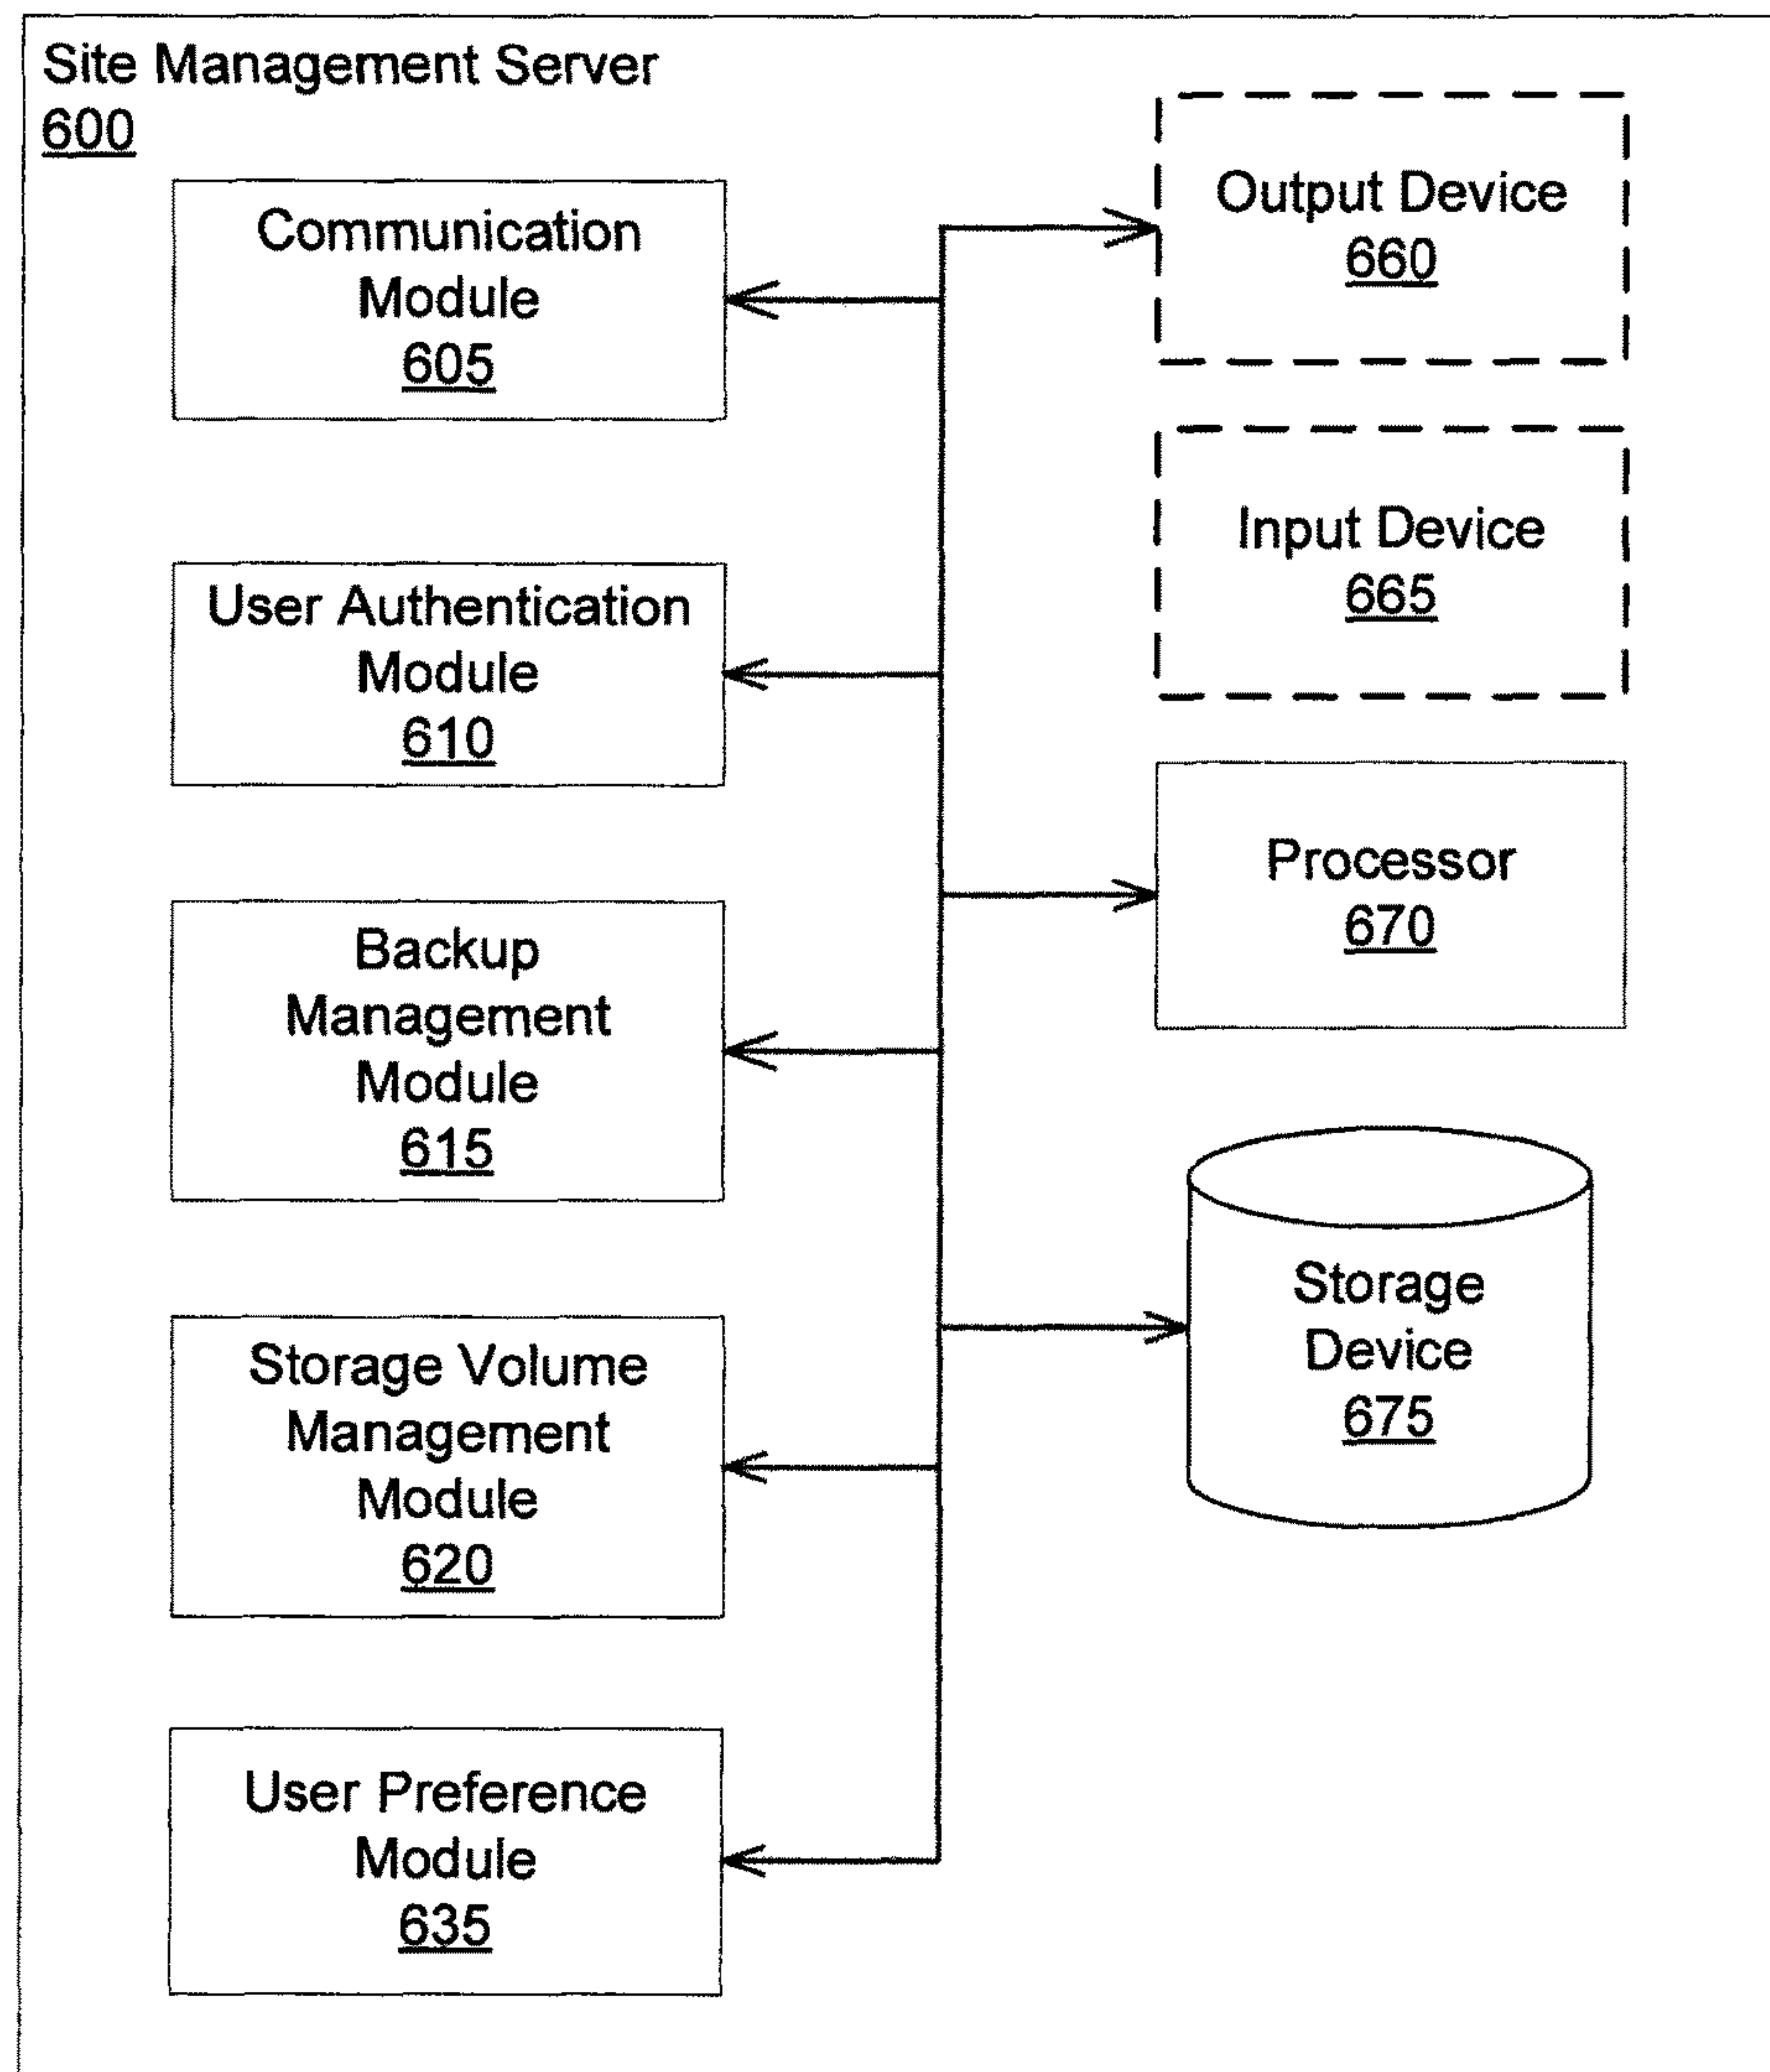 Site Management Server
600
Communication
Module
605
User Authentication
Module
610
Backup
Management
Module
615
Storage Volume
Management
Module
620
User Preference
Module
635
Output Device
660
Input Device
665
Processor
670
Storage
Device
675